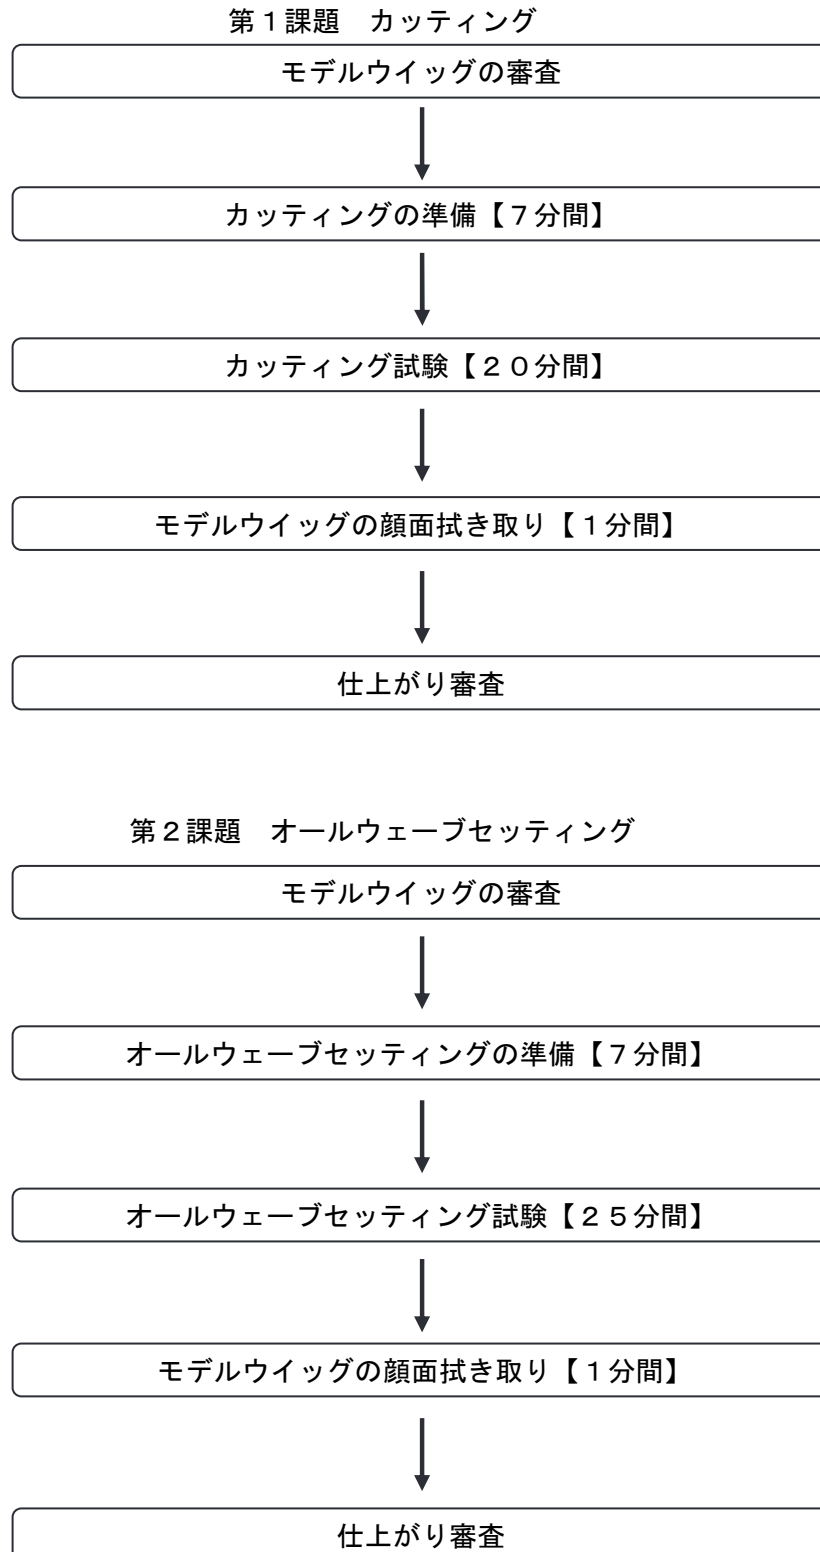 第１課題　カッティング
モデルウイッグの審査
カッティングの準備【７分間】
カッティング試験【２０分間】
モデルウイッグの顔面拭き取り【１分間】
仕上がり審査
第２課題　オールウェーブセッティング
モデルウイッグの審査
オールウェーブセッティングの準備【７分間】
オールウェーブセッティング試験【２５分間】
モデルウイッグの顔面拭き取り【１分間】
仕上がり審査